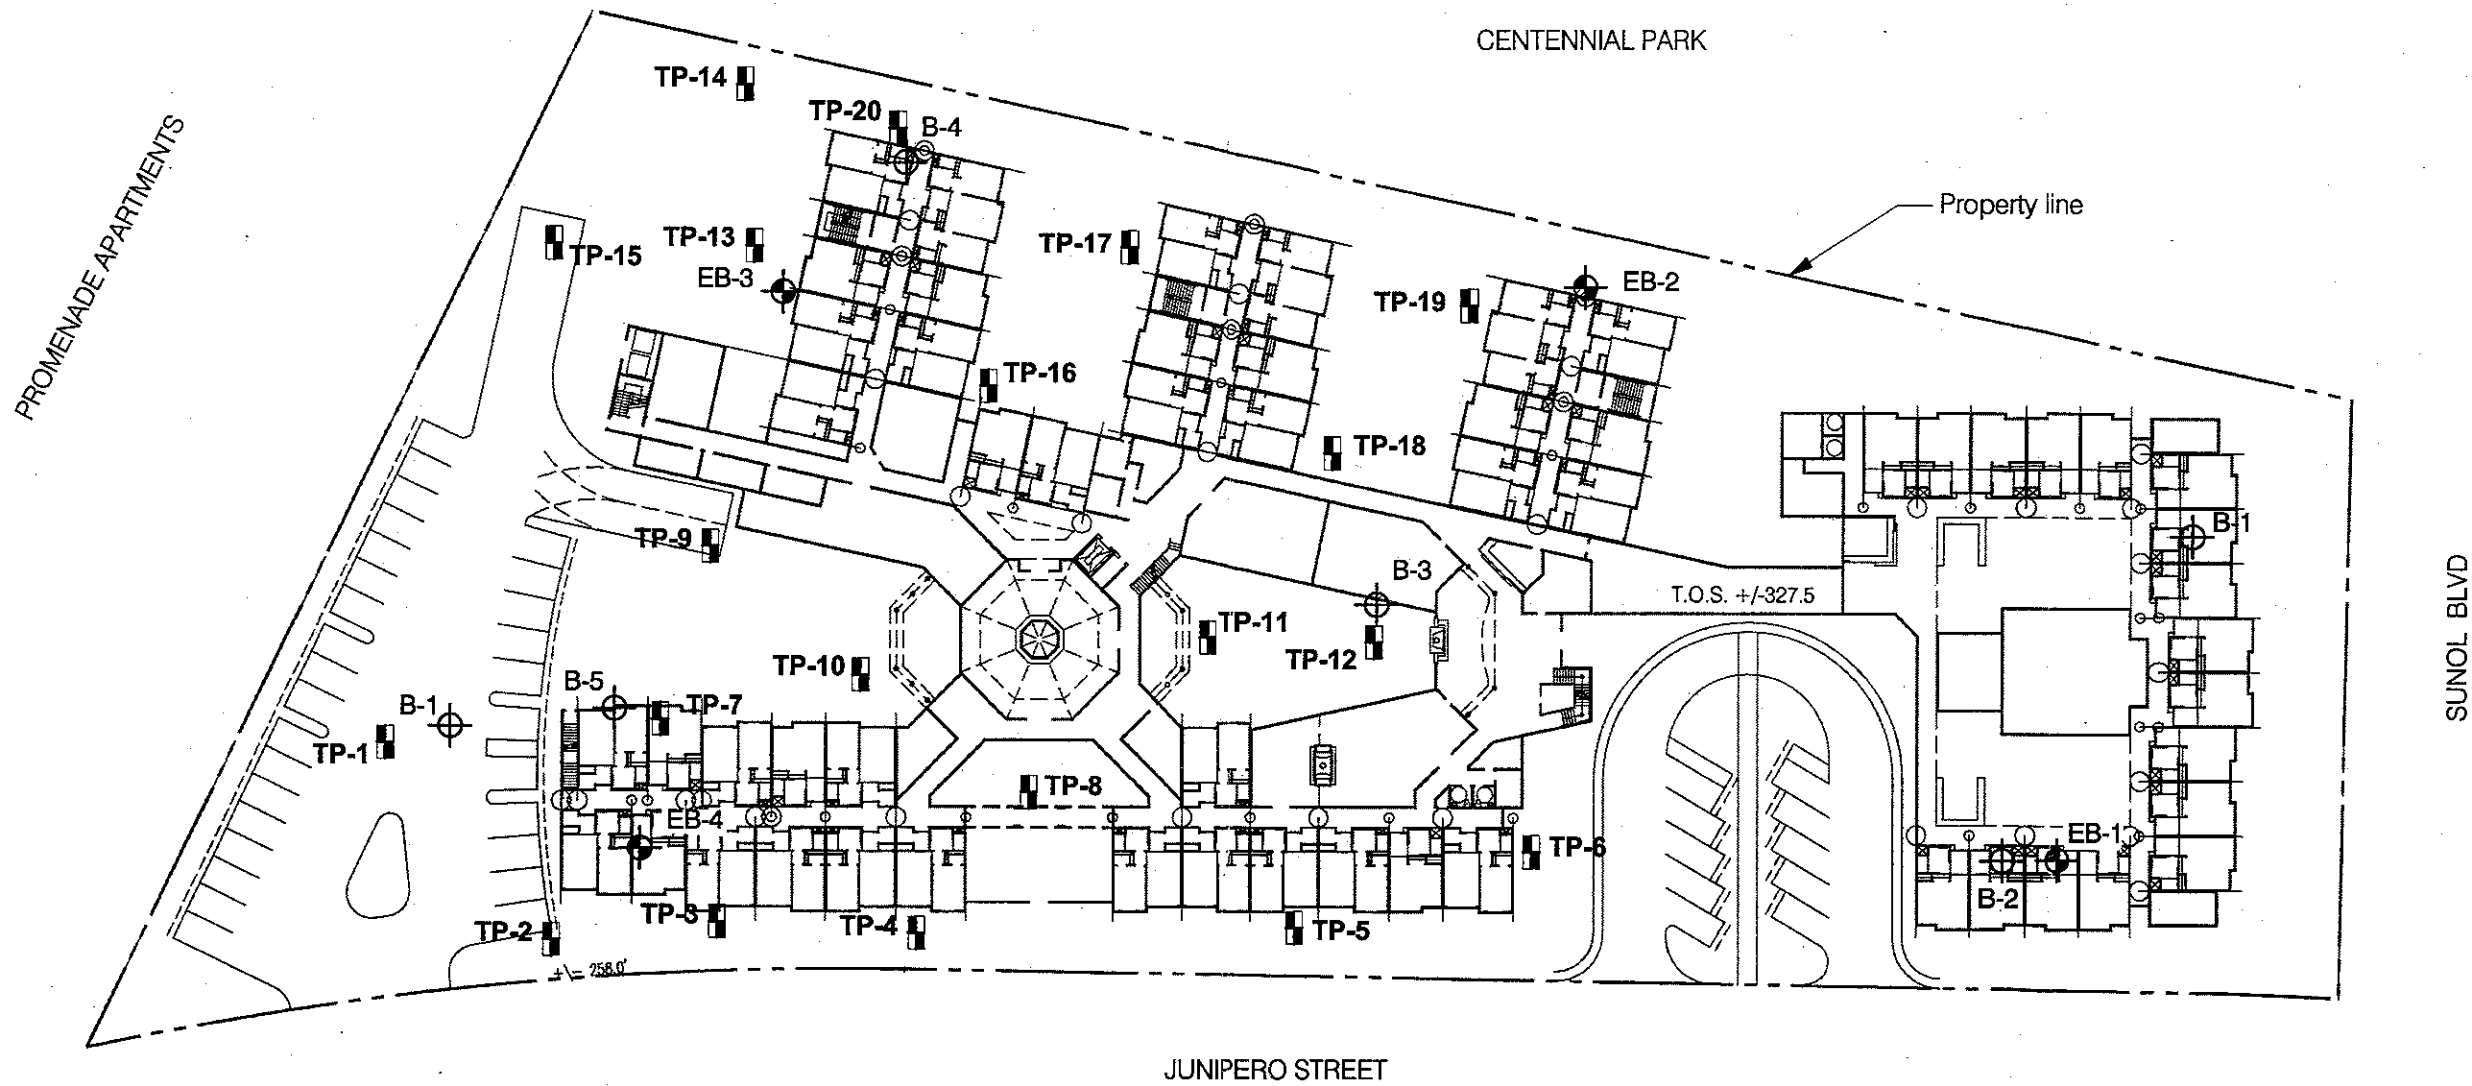 CENTENNIAL PARK
TP-14
TP-20
B-4
PROMENADE APARTMENTS
Property line
TP-15
TP-13
TP-17
EB-3
EB-2
TP-19
TP-16
TP-18
B-1
TP-9
B-3
T.O.S. +/-327.5
SUNOL BLVD
TP-11
TP-12
TP-10
B-5
B-1
TP-7
TP-1
TP-8
EB-4
TP-6
EB-1
B-2
TP-2
TP-3
TP-4
TP-5
+\= 258.0'
JUNIPERO STREET